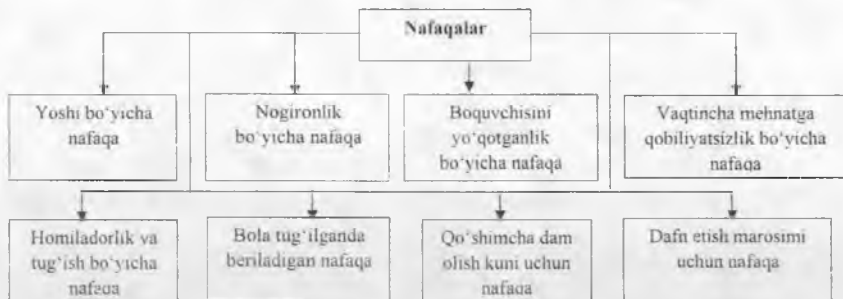 Nafaqalar
Yoshi bo‘yicha
nafaqa
Nogironlik
bo‘yicha nafaqa
Boquvchisini
yo‘qotganlik
bo‘yicha nafaqa
Vaqtincha mehnatga
qobiliyatsizlik bo‘yicha
nafaqa
Homiladorlik va
tug‘ish bo‘yicha
nafaqa
Bola tug‘ilganda
beriladigan nafaqa
Qo‘shimcha dam
olish kuni uchun
nafaqa
Dafn etish marosimi
uchun nafaqa